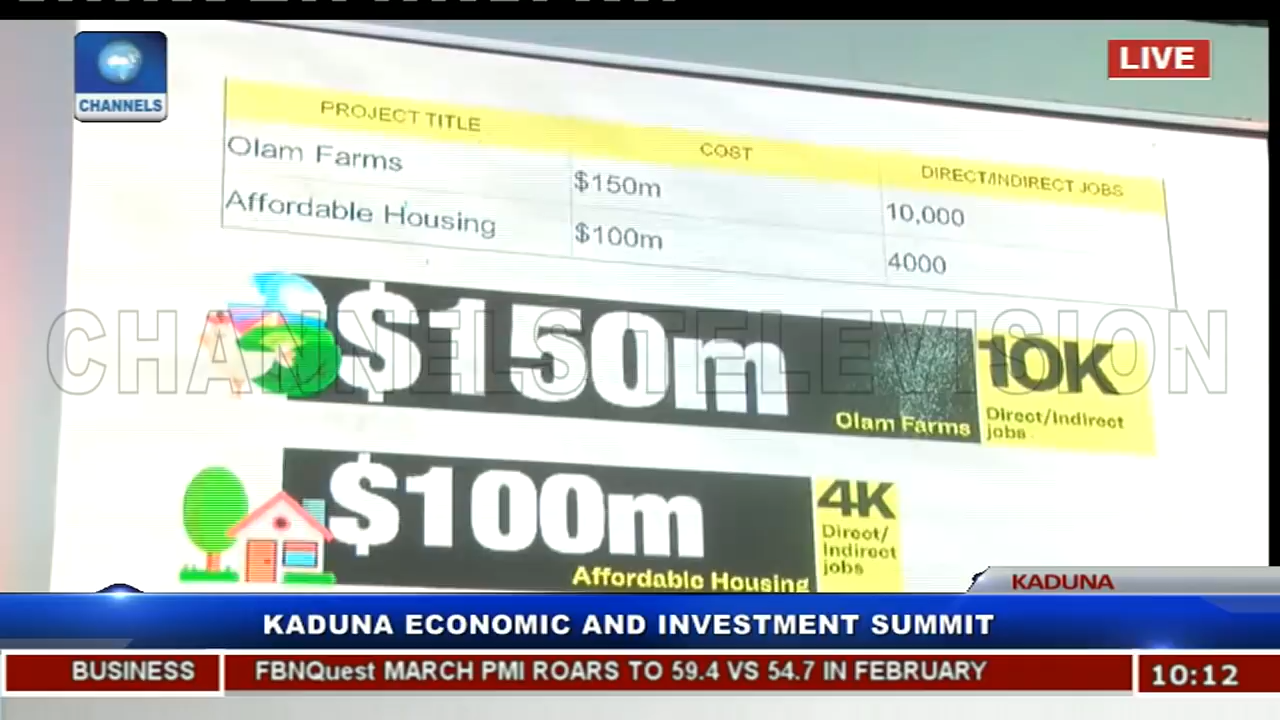 CHANNELS
LIVE
PROJECT TITLE COST DIRECT/INDIRECT JOBS
Olam Farms $150m 10,000
Affordable Housing $100m 4000
CHANNELS TELEVISION
$150m
Olam Farms
10K
Direct/Indirect
jobs
$100m
Affordable Housing
4K
Direct/
Indirect
jobs
KADUNA
KADUNA ECONOMIC AND INVESTMENT SUMMIT
BUSINESS FBNQuest MARCH PMI ROARS TO 59.4 VS 54.7 IN FEBRUARY 10:12